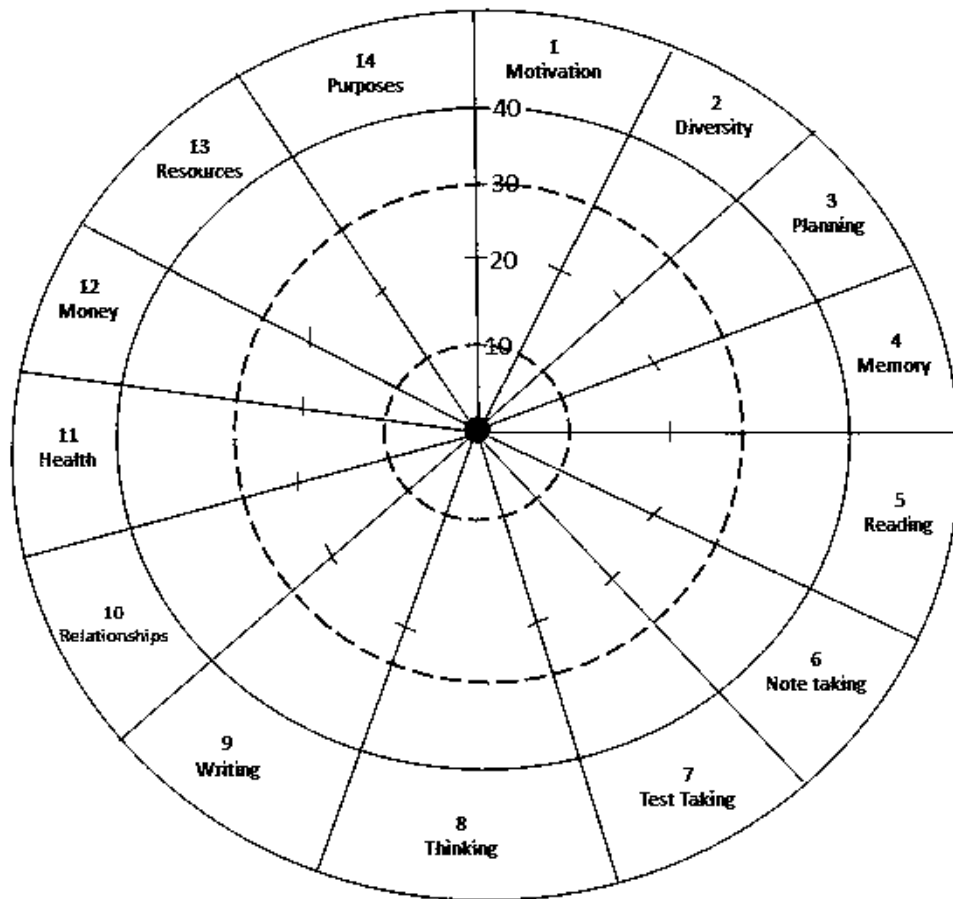 1
Motivation
2
Diversity
3
Planning
4
Memory
5
Reading
6
Note taking
7
Test Taking
8
Thinking
9
Writing
10
Relationships
11
Health
12
Money
13
Resources
14
Purposes
40
30
20
10